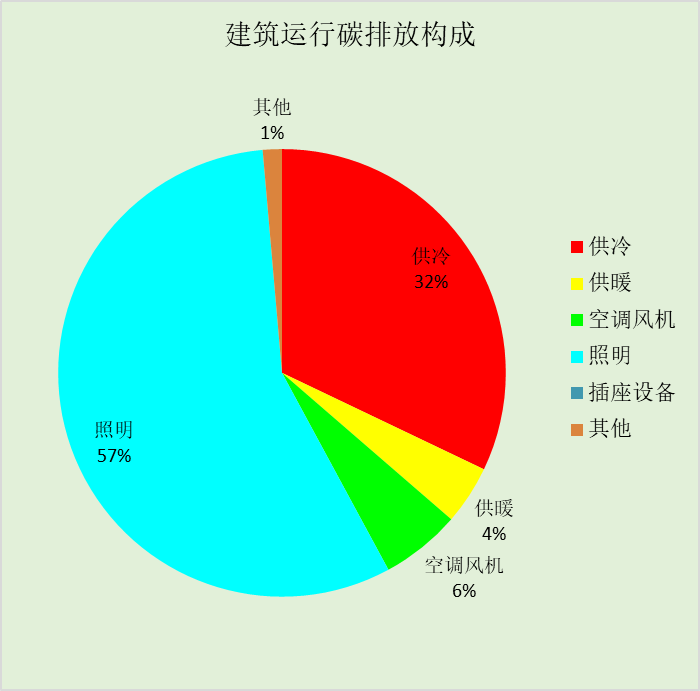 建筑运行碳排放构成
其他
1%
供冷
32%
照明
57%
供暖
4%
空调风机
6%
供冷
供暖
空调风机
照明
插座设备
其他